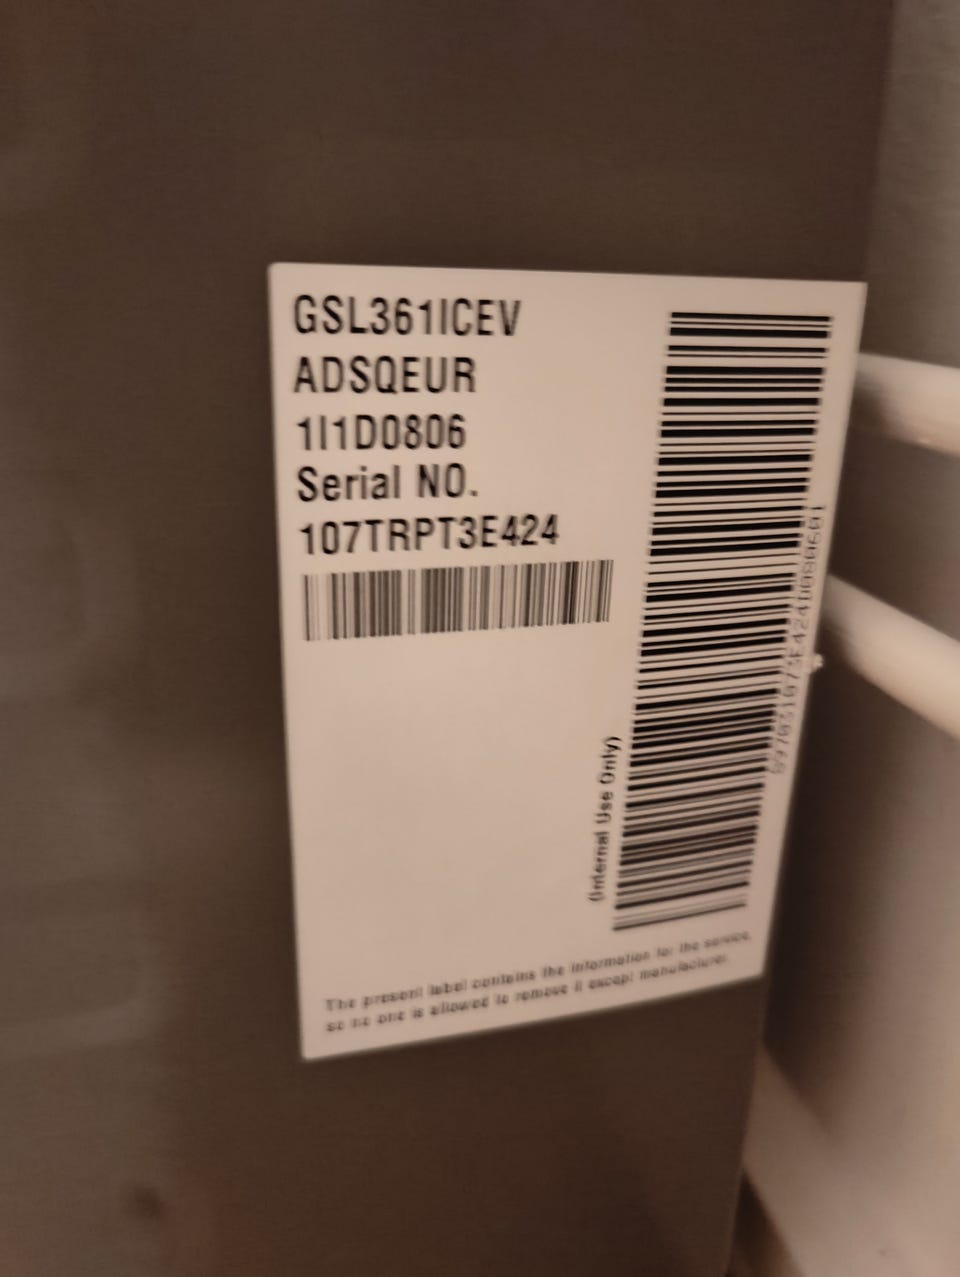 GSL361ICEV
ADSQEUR
1I1D0806
Serial NO.
107TRPT3E424
(Internal Use Only)
The present label contains the information for the service,
so no one is allowed to remove it except manufacturer.